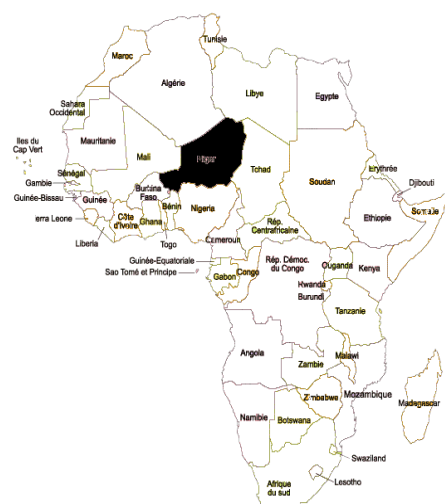 Tunisie
Maroc
Algérie
Libye
Egypte
Sahara
Occidental
Iles du
Cap Vert
Mauritanie
Mali
Niger
Tchad
Soudan
Erythrée
Djibouti
Sénégal
Gambie
Guinée-Bissau
Guinée
Burkina
Faso
Bénin
Nigeria
Ethiopie
Somalie
ierra Leone
Côte
d'Ivoire
Ghana
Liberia
Togo
Cameroun
Rép.
Centrafricaine
Guinée-Equatoriale
Sao Tomé et Principe
Gabon
Congo
Rép. Démoc.
du Congo
Ouganda
Kenya
Rwanda
Burundi
Tanzanie
Angola
Zambie
Malawi
Mozambique
Zimbabwe
Madagascar
Namibie
Botswana
Swaziland
Lesotho
Afrique
du sud